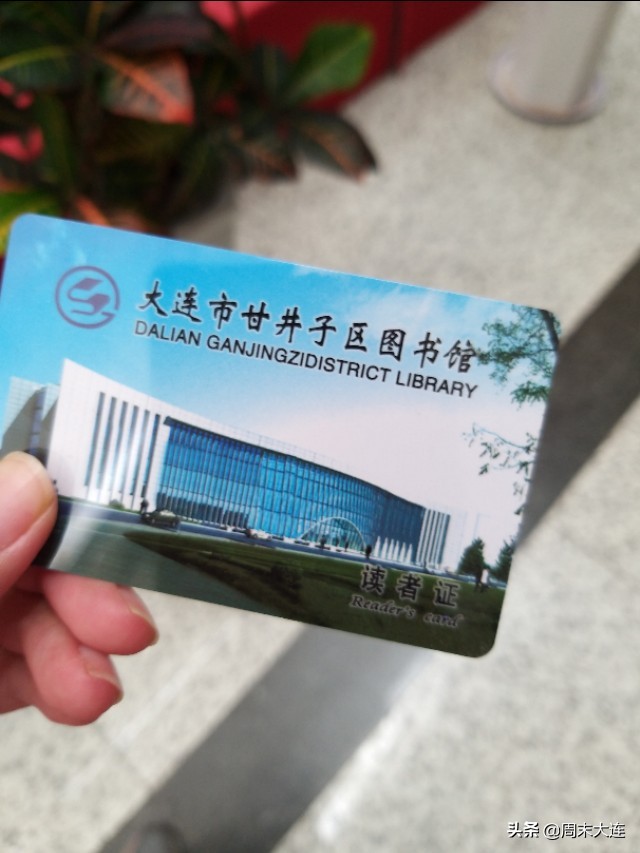 大连市甘井子区图书馆
DALIAN GANJINGZIDISTRICT LIBRARY
读者证
Reader's card
头条 @周末大连